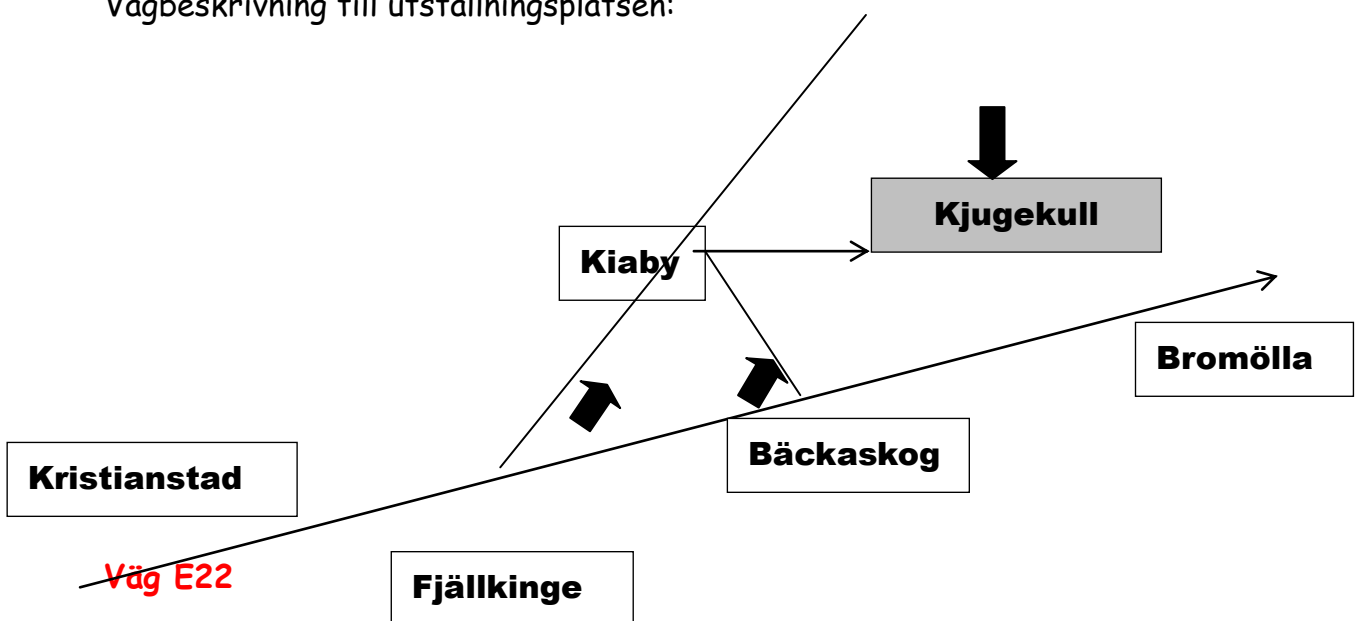 Vägbeskrivning till utställningsplatsen:
Kjugekull
Kiaby
Bromölla
Bäckaskog
Kristianstad
Väg E22
Fjällkinge